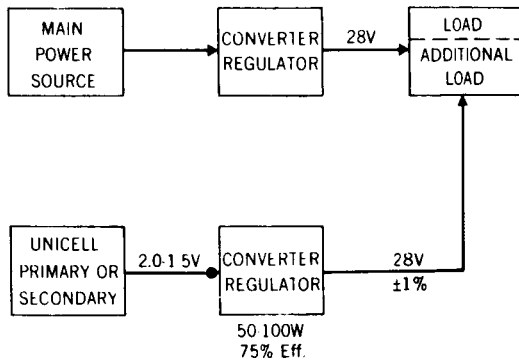 MAIN
POWER
SOURCE
CONVERTER
REGULATOR
28V
LOAD
ADDITIONAL
LOAD
UNICELL
PRIMARY OR
SECONDARY
2.0-1 5V
CONVERTER
REGULATOR
28V
±1%
50-100W
75% Eff.